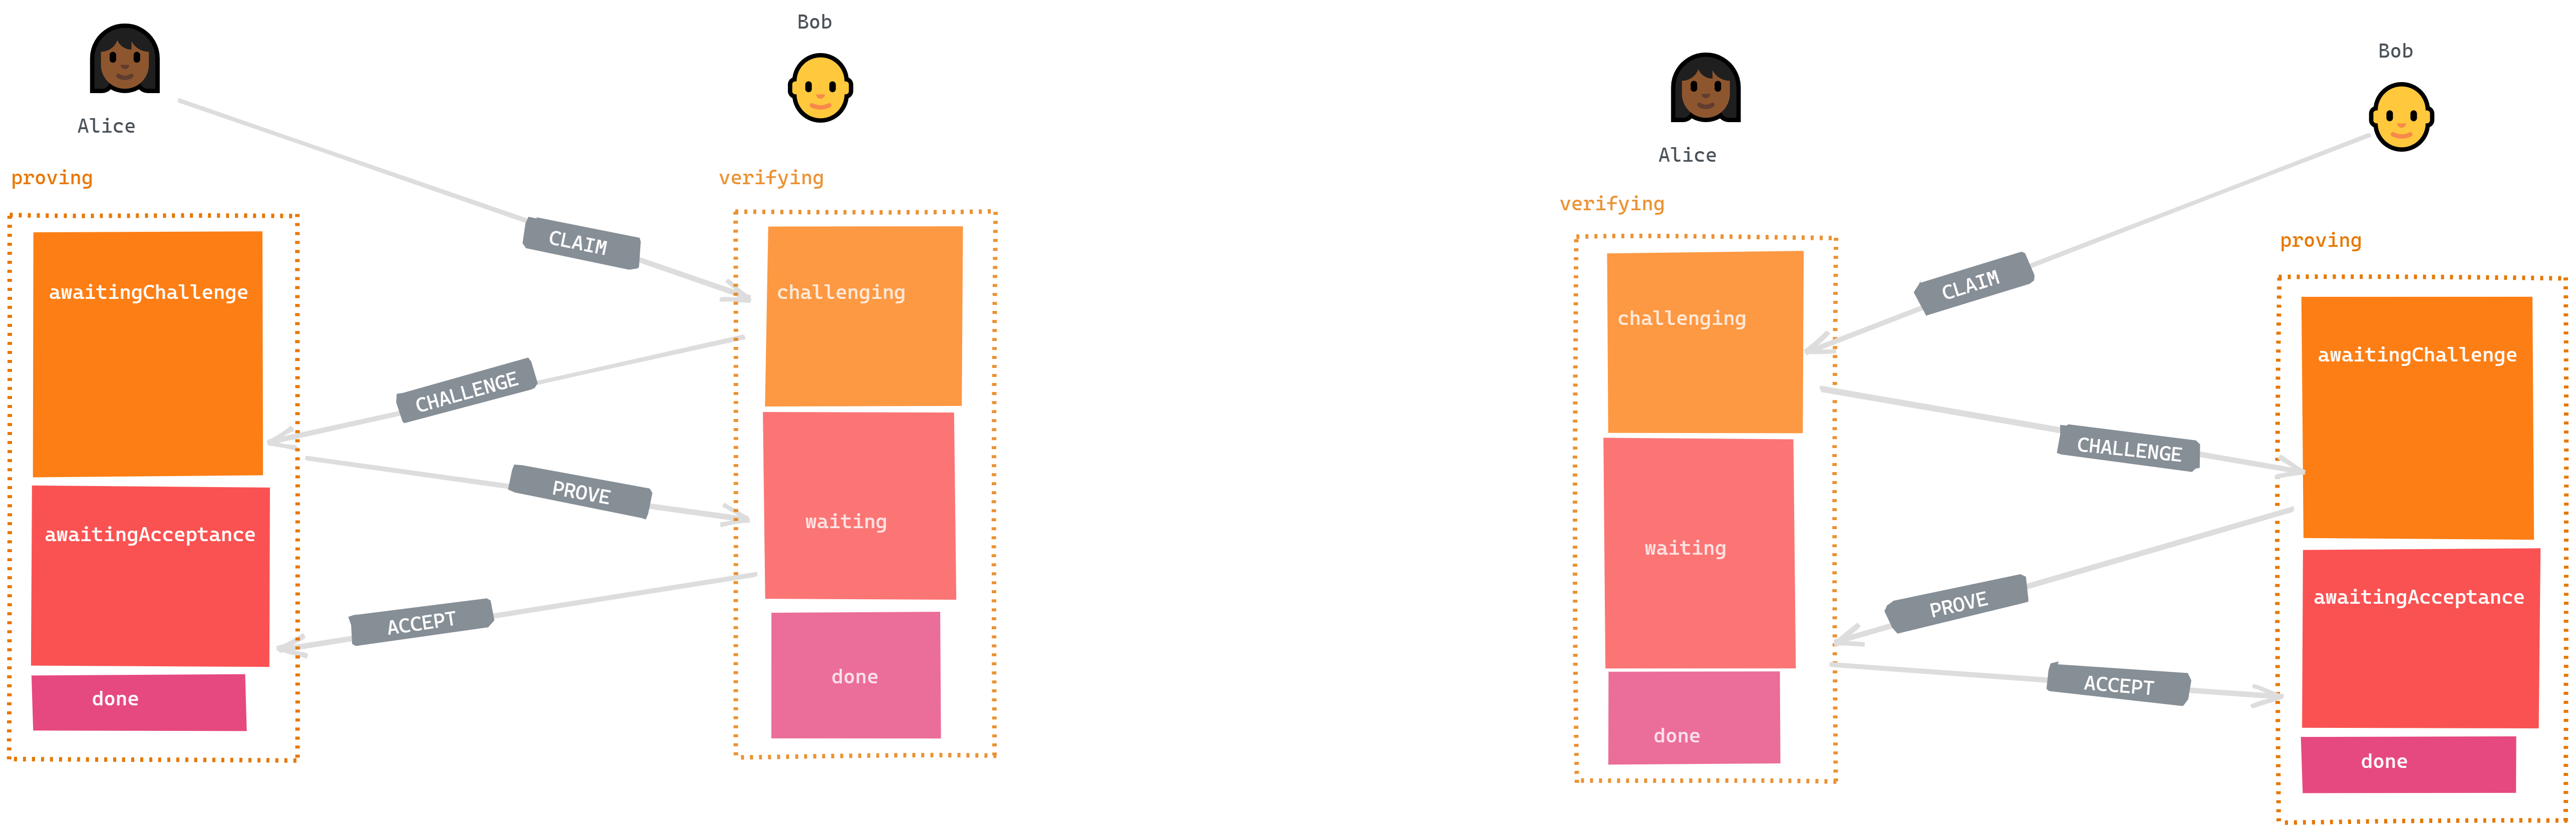 Bob
Alice
proving
verifying
CLAIM
awaitingChallenge
challenging
CHALLENGE
PROVE
awaitingAcceptance
waiting
ACCEPT
done
done
Bob
Alice
verifying
proving
CLAIM
challenging
awaitingChallenge
CHALLENGE
waiting
PROVE
awaitingAcceptance
ACCEPT
done
done